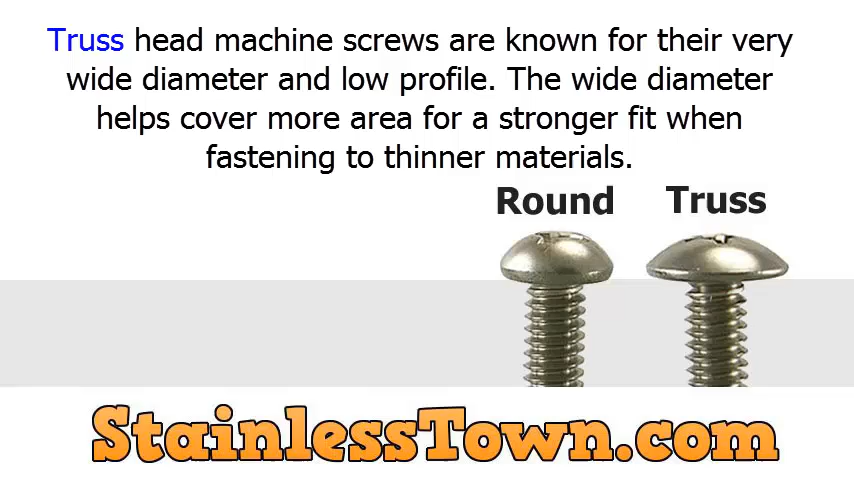 Truss head machine screws are known for their very
wide diameter and low profile. The wide diameter
helps cover more area for a stronger fit when
fastening to thinner materials.
Round Truss
StainlessTown.com